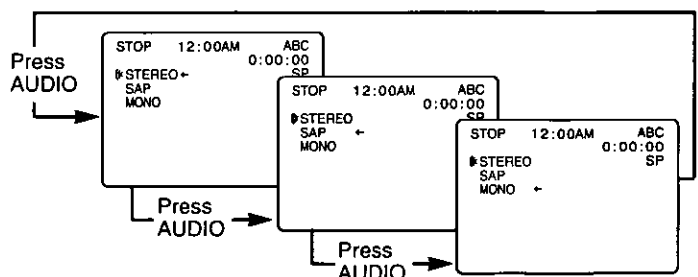 Press
AUDIO
STOP 12:00AM ABC
0:00:00
STEREO ← SP
SAP
MONO
STOP 12:00AM ABC
0:00:00
STEREO SP
SAP ←
MONO
STOP 12:00AM ABC
0:00:00
STEREO SP
SAP
MONO ←
Press
AUDIO
Press
AUDIO